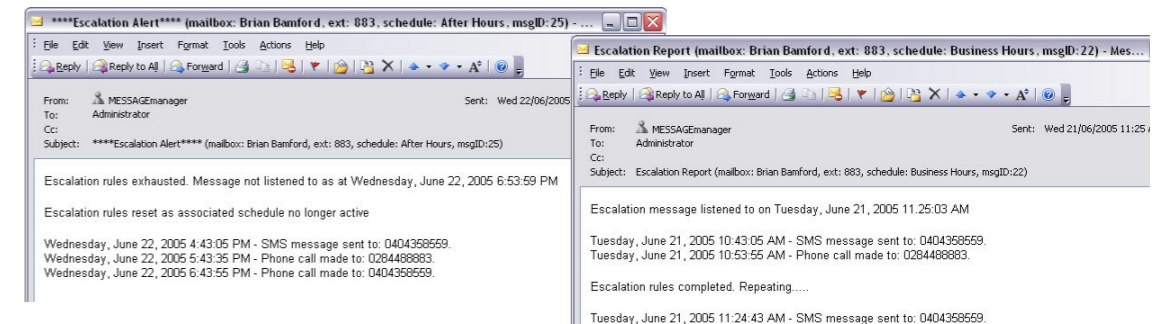 ****Escalation Alert**** (mailbox: Brian Bamford, ext: 883, schedule: After Hours, msgID:25) - ...
File Edit View Insert Format Tools Actions Help
Reply Reply to All Forward
From: MESSAGEmanager Sent: Wed 22/06/2005
To: Administrator
Cc:
Subject: ****Escalation Alert**** (mailbox: Brian Bamford, ext: 883, schedule: After Hours, msgID:25)
Escalation rules exhausted. Message not listened to as at Wednesday, June 22, 2005 6:53:59 PM
Escalation rules reset as associated schedule no longer active
Wednesday, June 22, 2005 4:43:05 PM - SMS message sent to: 0404358559.
Wednesday, June 22, 2005 5:43:35 PM - Phone call made to: 0284488883.
Wednesday, June 22, 2005 6:43:55 PM - Phone call made to: 0404358559.
Escalation Report (mailbox: Brian Bamford, ext: 883, schedule: Business Hours, msgID:22) - Mes...
File Edit View Insert Format Tools Actions Help
Reply Reply to All Forward
From: MESSAGEmanager Sent: Wed 21/06/2005 11:25
To: Administrator
Cc:
Subject: Escalation Report (mailbox: Brian Bamford, ext: 883, schedule: Business Hours, msgID:22)
Escalation message listened to on Tuesday, June 21, 2005 11.25:03 AM
Tuesday, June 21, 2005 10:43:05 AM - SMS message sent to: 0404358559.
Tuesday, June 21, 2005 10:53:55 AM - Phone call made to: 0284488883.
Escalation rules completed. Repeating.....
Tuesday, June 21, 2005 11:24:43 AM - SMS message sent to: 0404358559.